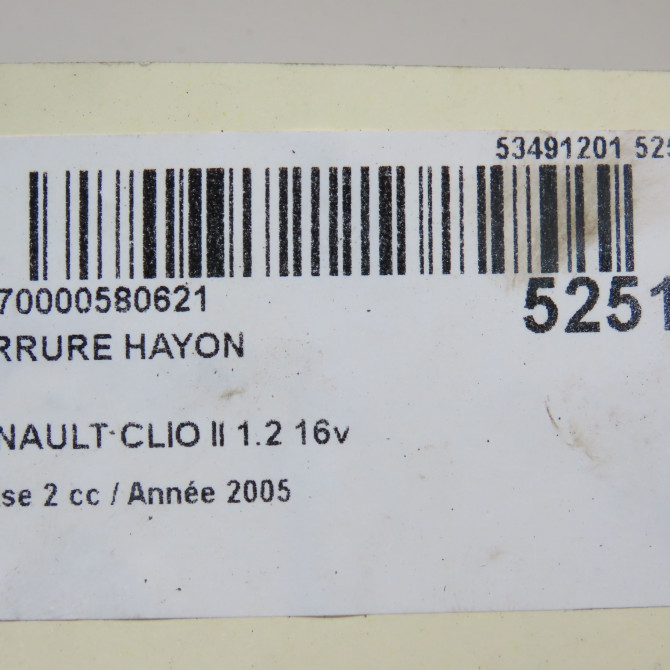 53491201 525
70000580621
5251
RRURE HAYON
NAULT CLIO II 1.2 16v
se 2 cc / Année 2005